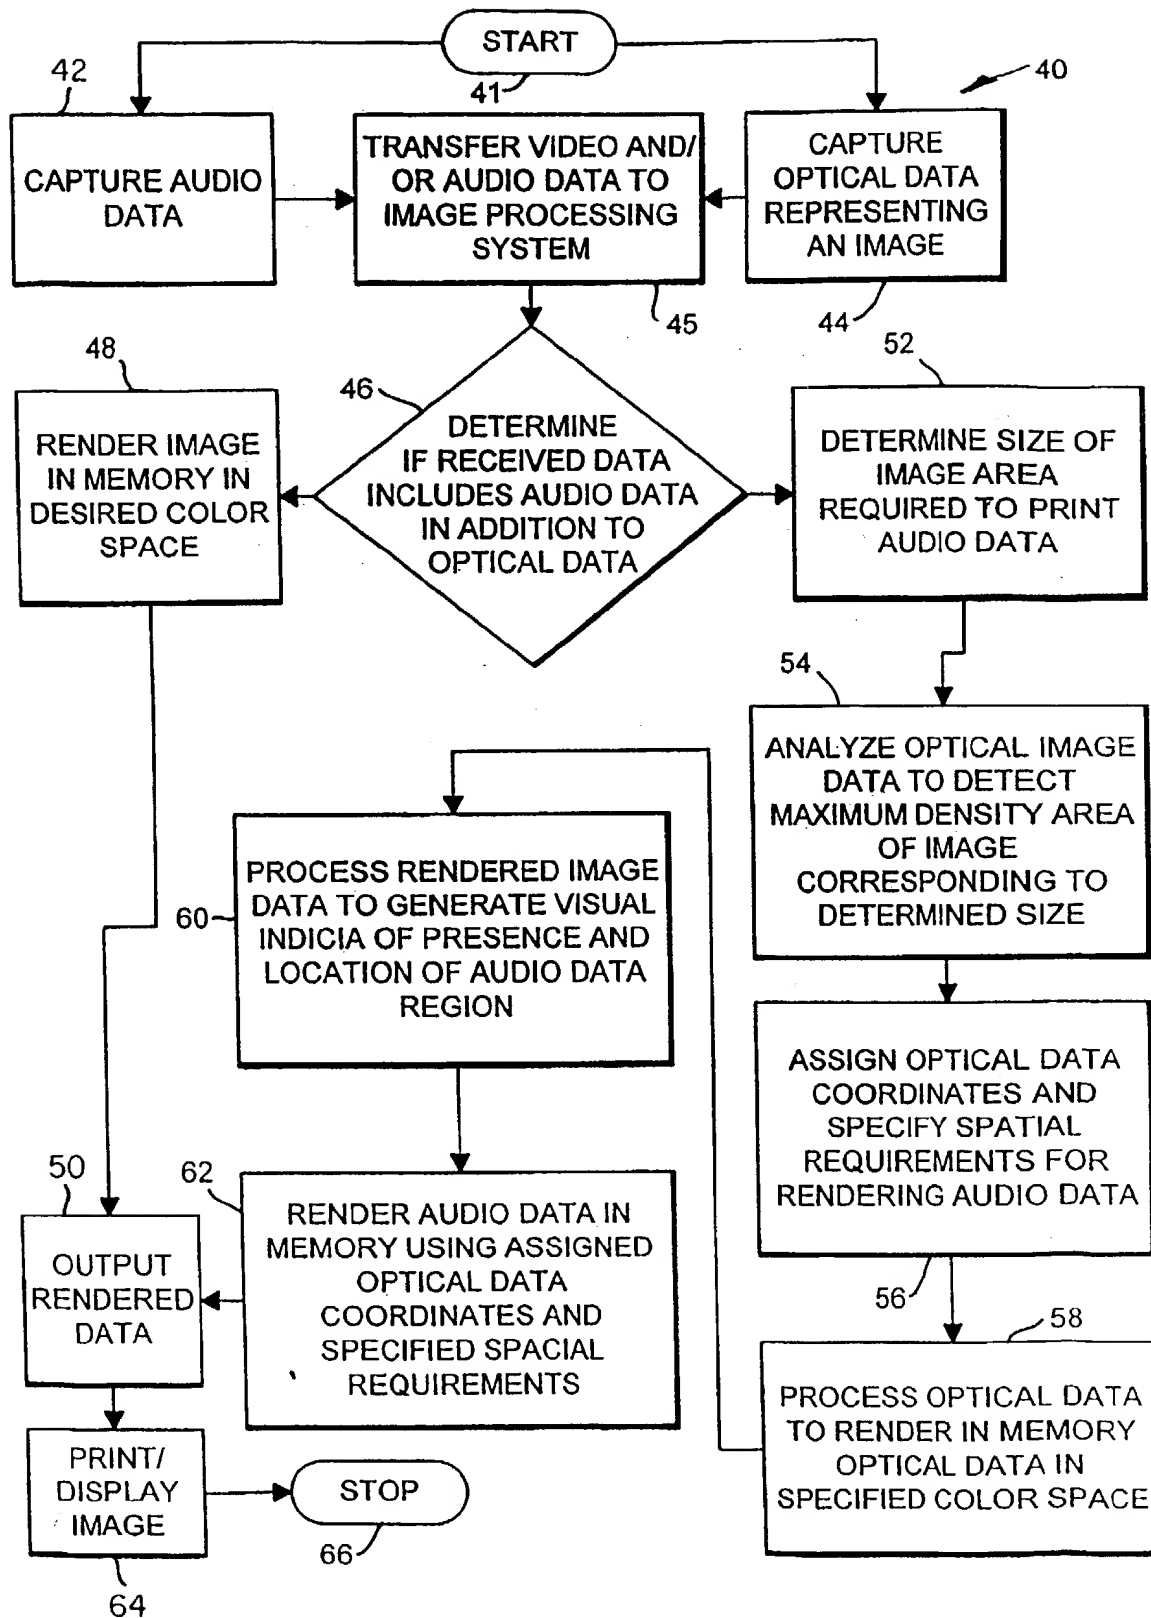 START
41
40
42
CAPTURE AUDIO
DATA
TRANSFER VIDEO AND/
OR AUDIO DATA TO
IMAGE PROCESSING
SYSTEM
45
CAPTURE
OPTICAL DATA
REPRESENTING
AN IMAGE
44
46
DETERMINE
IF RECEIVED DATA
INCLUDES AUDIO DATA
IN ADDITION TO
OPTICAL DATA
48
RENDER IMAGE
IN MEMORY IN
DESIRED COLOR
SPACE
52
DETERMINE SIZE OF
IMAGE AREA
REQUIRED TO PRINT
AUDIO DATA
54
ANALYZE OPTICAL IMAGE
DATA TO DETECT
MAXIMUM DENSITY AREA
OF IMAGE
CORRESPONDING TO
DETERMINED SIZE
ASSIGN OPTICAL DATA
COORDINATES AND
SPECIFY SPATIAL
REQUIREMENTS FOR
RENDERING AUDIO DATA
56
58
PROCESS OPTICAL DATA
TO RENDER IN MEMORY
OPTICAL DATA IN
SPECIFIED COLOR SPACE
60
PROCESS RENDERED IMAGE
DATA TO GENERATE VISUAL
INDICIA OF PRESENCE AND
LOCATION OF AUDIO DATA
REGION
62
RENDER AUDIO DATA IN
MEMORY USING ASSIGNED
OPTICAL DATA
COORDINATES AND
SPECIFIED SPACIAL
REQUIREMENTS
50
OUTPUT
RENDERED
DATA
PRINT/
DISPLAY
IMAGE
64
STOP
66